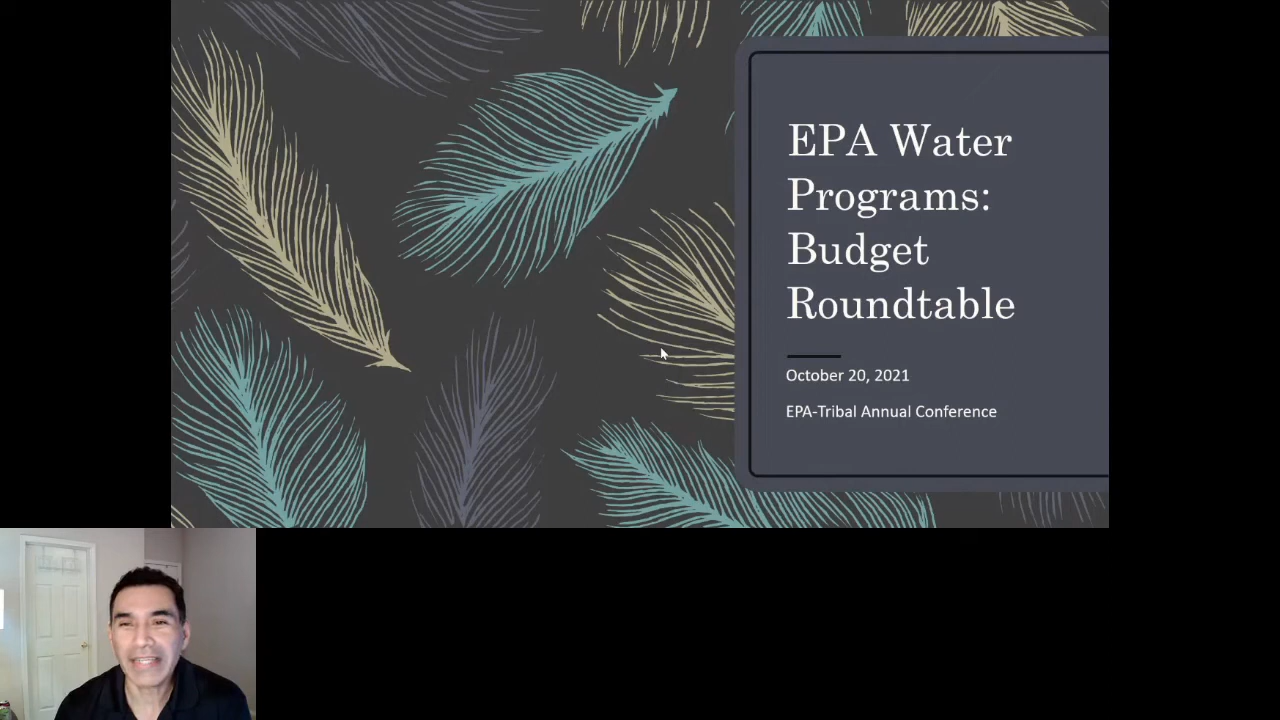 EPA Water
Programs:
Budget
Roundtable
October 20, 2021
EPA-Tribal Annual Conference